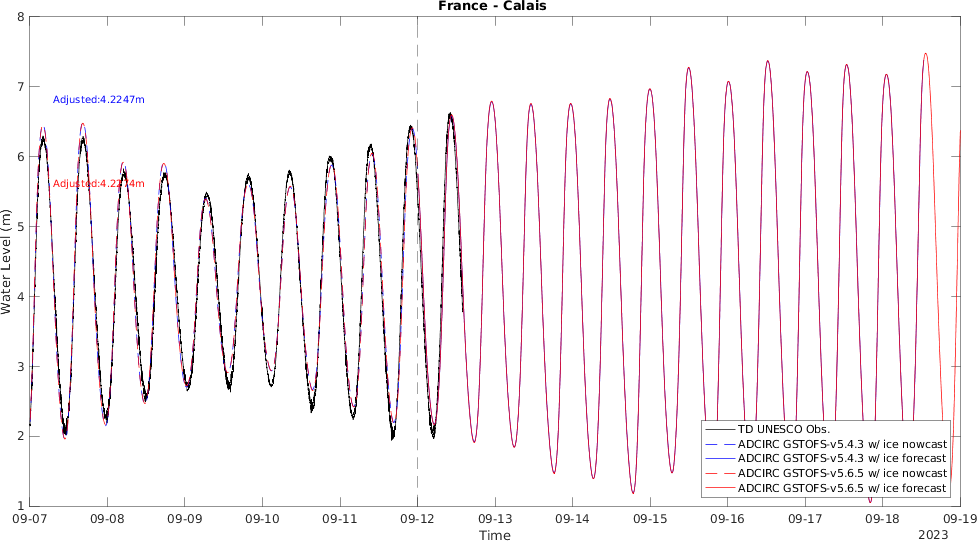 France - Calais
8
7
6
5
4
3
2
1
Water Level (m)
Adjusted:4.2247m
Adjusted:4.2274m
TD UNESCO Obs.
ADCIRC GSTOFS-v5.4.3 w/ ice nowcast
ADCIRC GSTOFS-v5.4.3 w/ ice forecast
ADCIRC GSTOFS-v5.6.5 w/ ice nowcast
ADCIRC GSTOFS-v5.6.5 w/ ice forecast
09-07 09-08 09-09 09-10 09-11 09-12 09-13 09-14 09-15 09-16 09-17 09-18 09-19
Time
2023